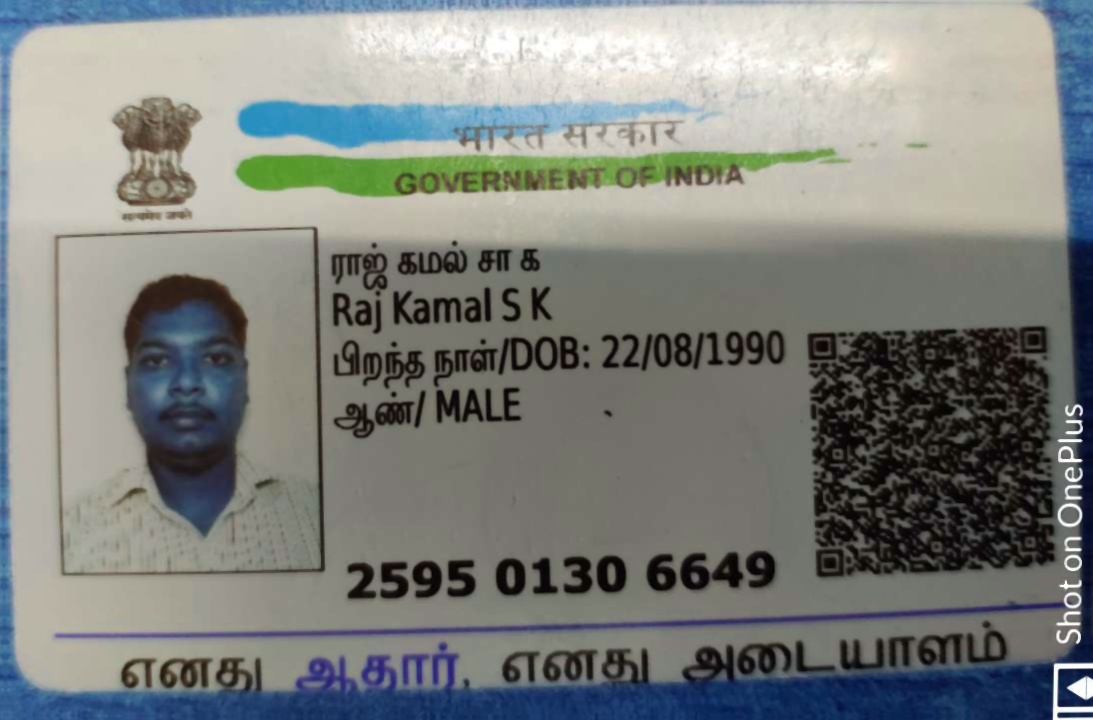 सत्यमेव जयते
भारत सरकार
GOVERNMENT OF INDIA
ராஜ் கமல் சா க
Raj Kamal S K
பிறந்த நாள்/DOB: 22/08/1990
ஆண்/ MALE
2595 0130 6649
எனது ஆதார், எனது அடையாளம்
Shot on OnePlus